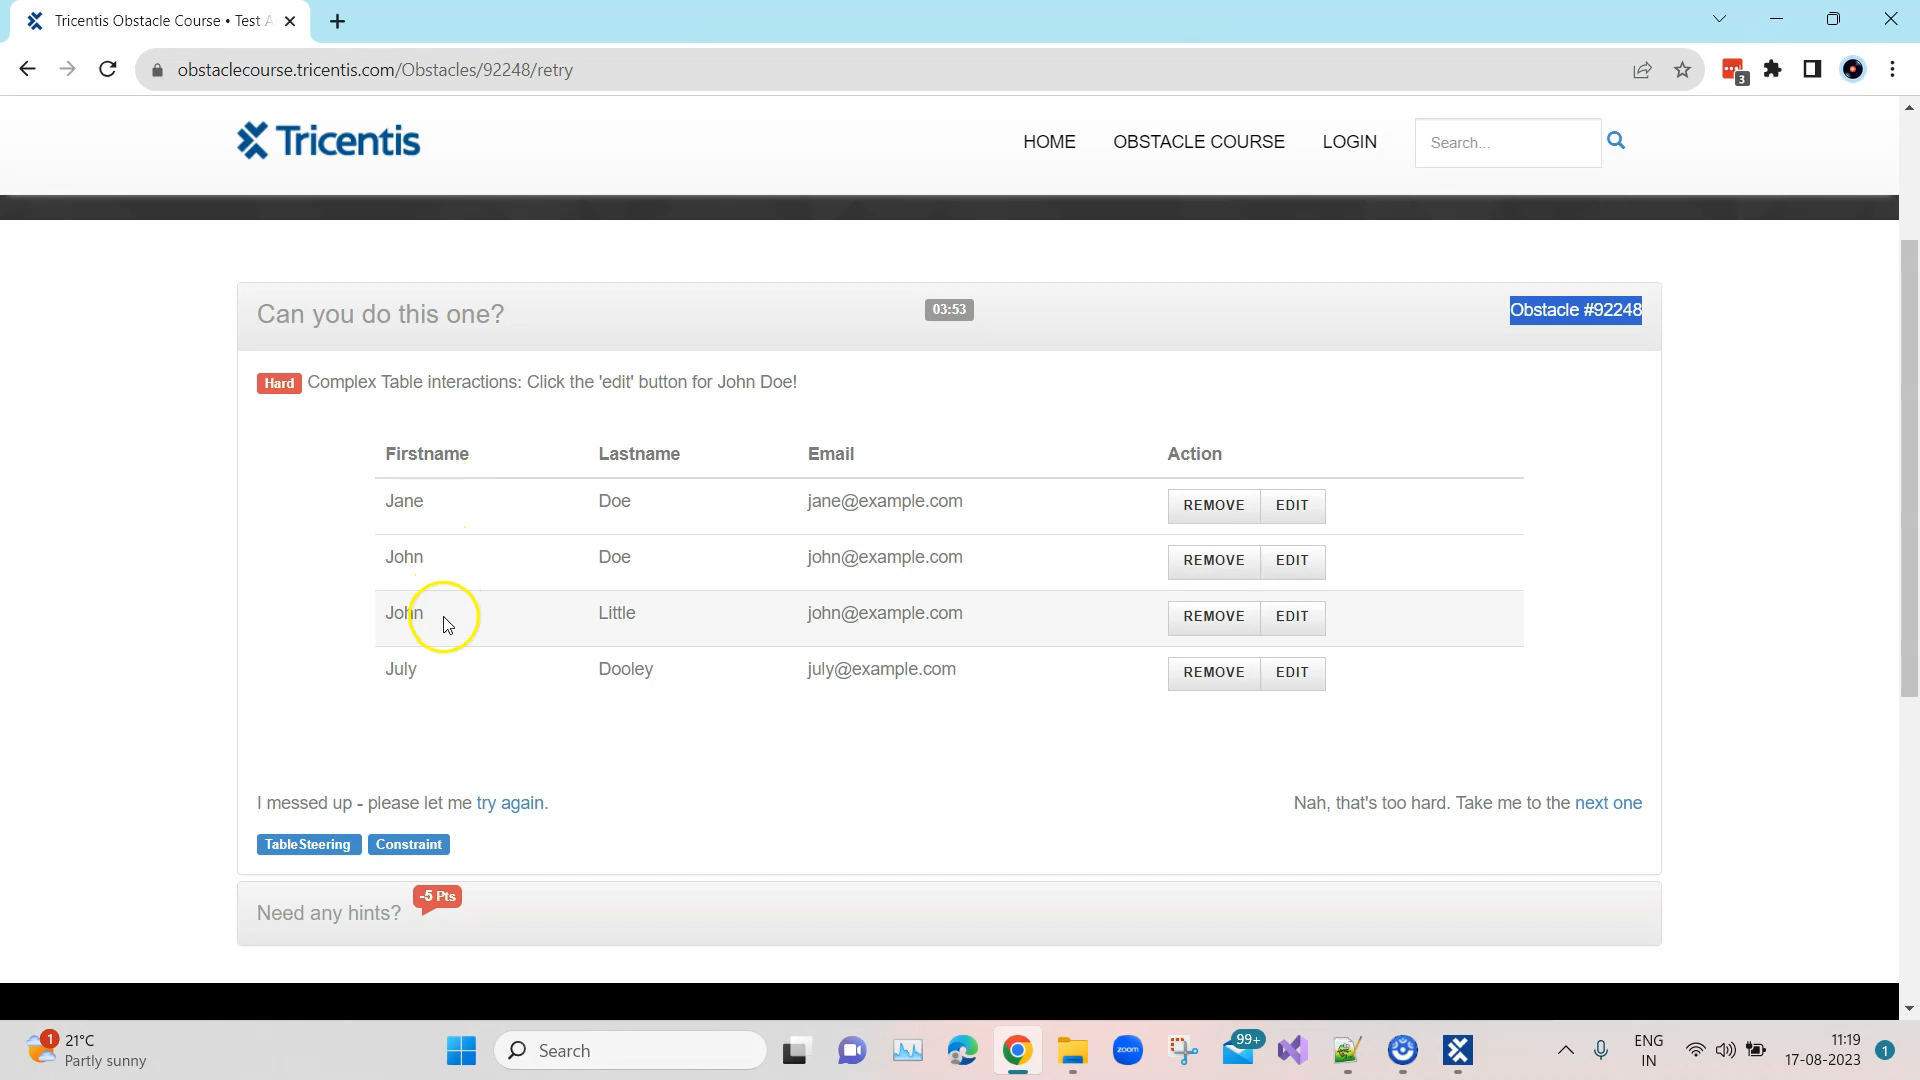 Tricentis Obstacle Course • Test A
obstaclecourse.tricentis.com/Obstacles/92248/retry
3
Tricentis
HOME OBSTACLE COURSE LOGIN Search...
Can you do this one? 03:53 Obstacle #92248
Hard Complex Table interactions: Click the 'edit' button for John Doe!
Firstname Lastname Email Action
Jane Doe jane@example.com REMOVE EDIT
John Doe john@example.com REMOVE EDIT
John Little john@example.com REMOVE EDIT
July Dooley july@example.com REMOVE EDIT
I messed up - please let me try again. Nah, that's too hard. Take me to the next one
TableSteering Constraint
-5 Pts
Need any hints?
1 21°C
Partly sunny
Search
zoom
99+
ENG
IN
11:19
17-08-2023
1